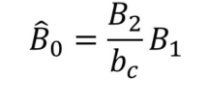 B̂₀ = B₂/b_c B₁